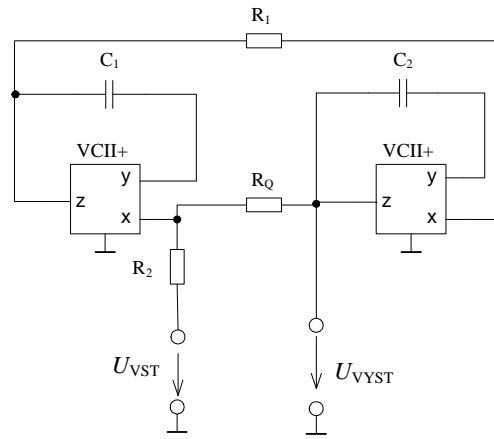 R1
C1
C2
VCII+
VCII+
y
y
RQ
z
z
x
x
R2
UVST
UVYST